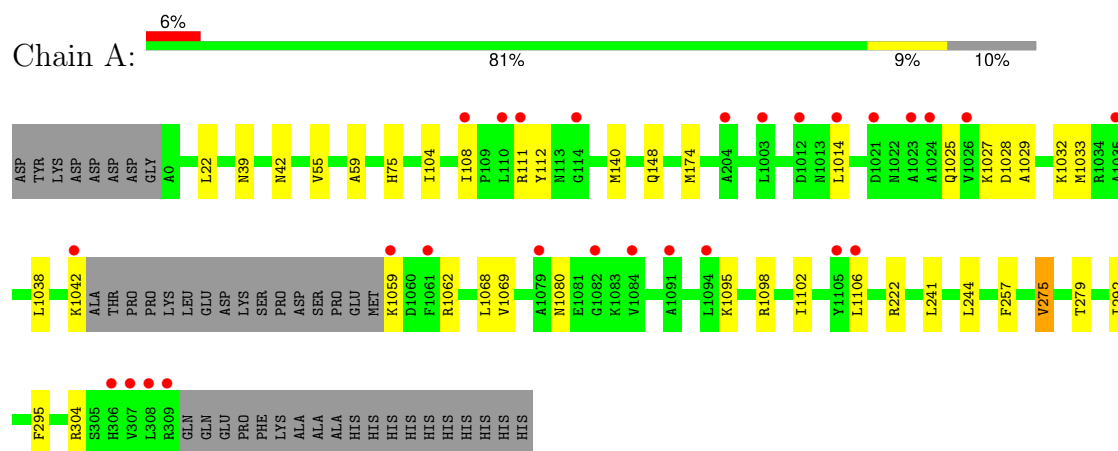 6%
Chain A:
81% 9% 10%
ASP TYR LYS ASP ASP ASP ASP GLY A0 L22 N39 N42 V55 A59 H75 I104 I108 P109 L110 R111 Y112 N113 G114 M140 Q148 M174 A204 L1003 D1012 N1013 L1014 D1021 N1022 A1023 A1024 Q1025 V1026 K1027 D1028 A1029 K1032 M1033 R1034 A1035
L1038 K1042 ALA THR PRO PRO LYS LEU GLU ASP LYS SER PRO ASP SER PRO GLU MET K1059 D1060 F1061 R1062 L1068 V1069 A1079 N1080 E1081 G1082 K1083 V1084 A1091 L1094 K1095 R1098 I1102 Y1105 L1106 R222 L241 L244 F257 V275 T279
F295 R304 S305 H306 V307 L308 R309 GLN GLN GLU PRO PHE LYS ALA ALA ALA HIS HIS HIS HIS HIS HIS HIS HIS HIS HIS